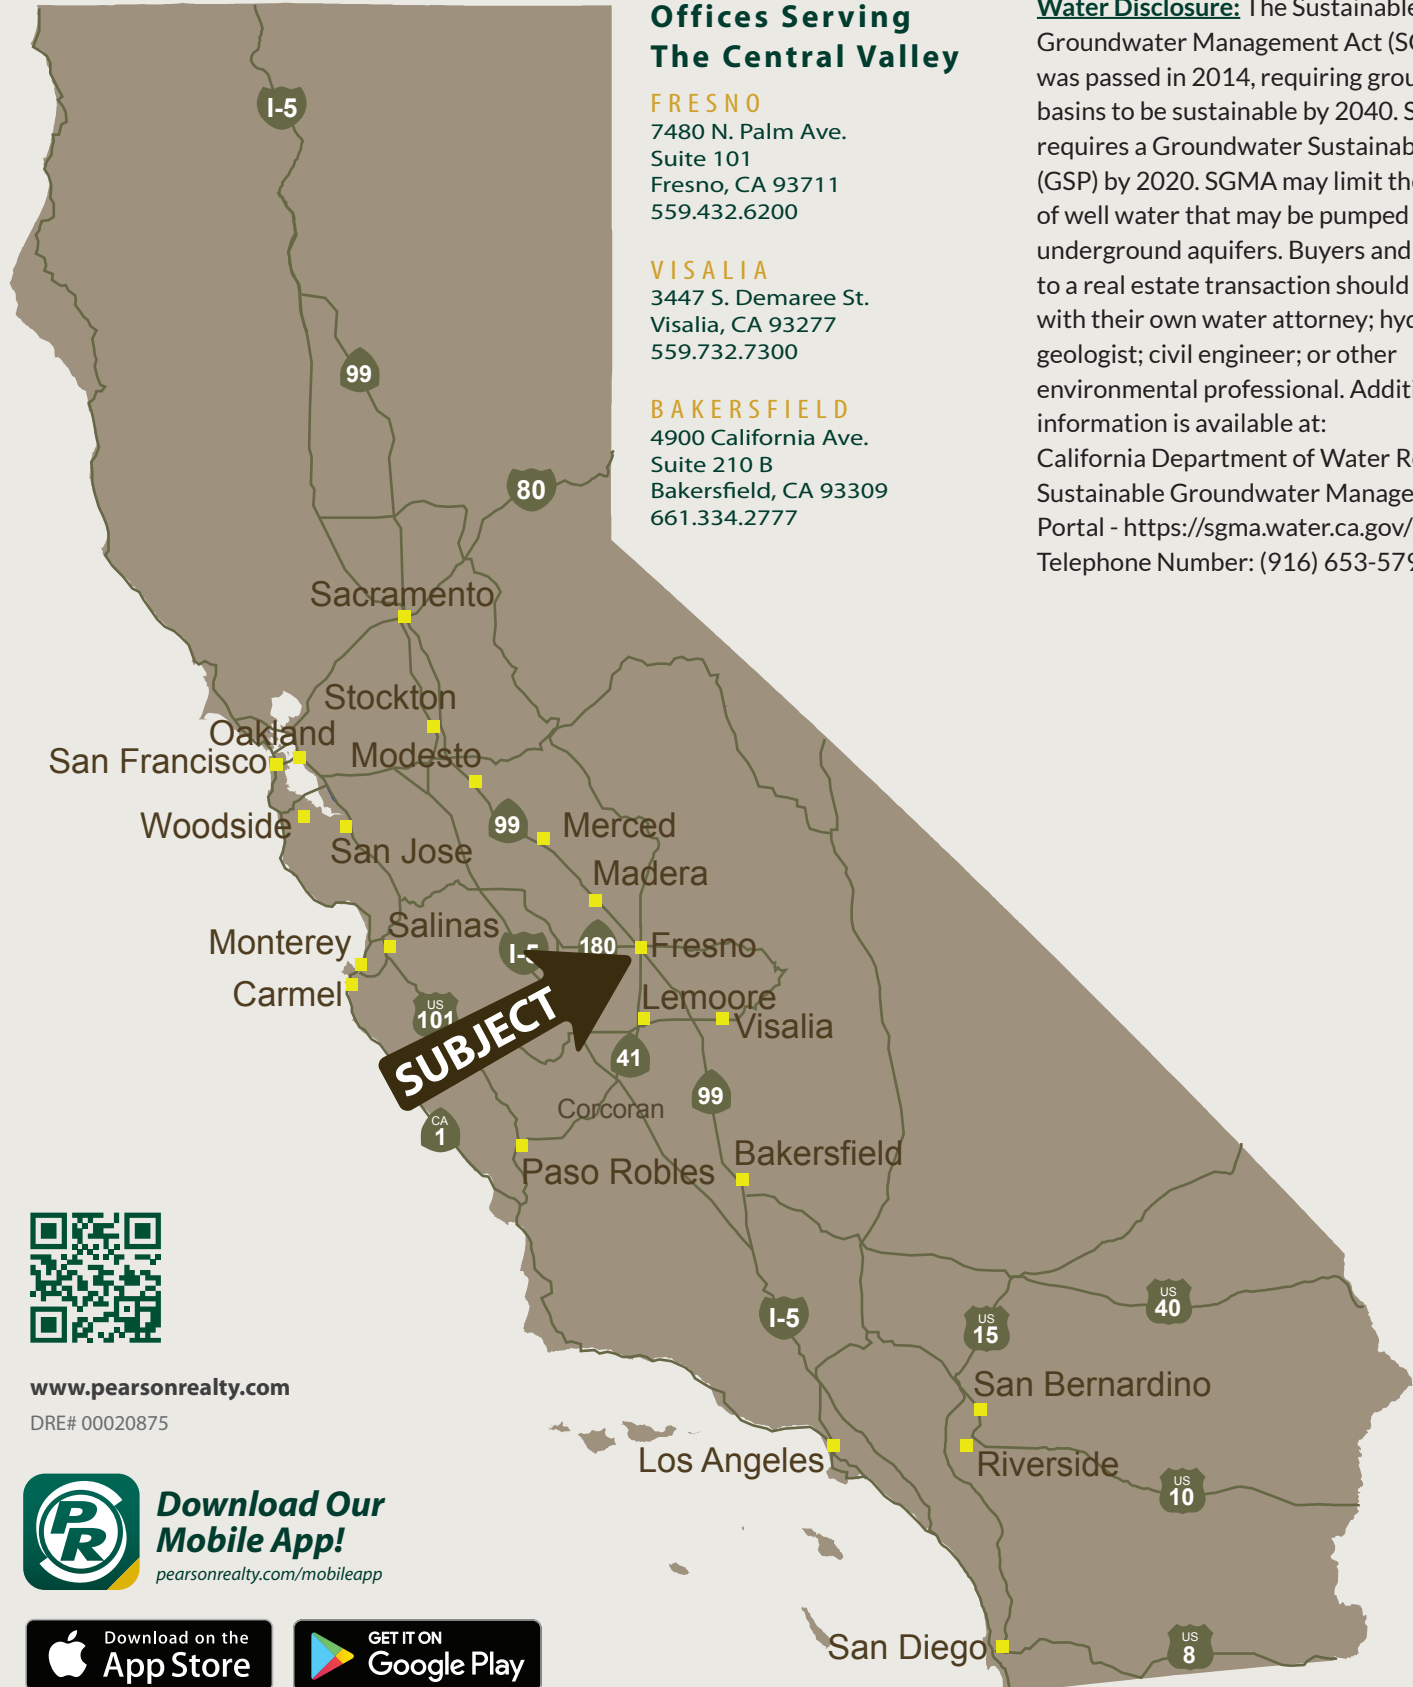 Offices Serving
The Central Valley
FRESNO
7480 N. Palm Ave.
Suite 101
Fresno, CA 93711
559.432.6200
VISALIA
3447 S. Demaree St.
Visalia, CA 93277
559.732.7300
BAKERSFIELD
4900 California Ave.
Suite 210 B
Bakersfield, CA 93309
661.334.2777
Water Disclosure: The Sustainable
Groundwater Management Act
was passed in 2014, requiring
basins to be sustainable by 2040.
requires a Groundwater
(GSP) by 2020. SGMA may limit
of well water that may be pumped
underground aquifers. Buyers and
to a real estate transaction should
with their own water attorney;
geologist; civil engineer; or other
environmental professional.
information is available at:
California Department of Water
Sustainable Groundwater
Portal - https://sgma.water.ca.gov/
Telephone Number: (916) 653-579
I-5
99
80
Sacramento
Stockton
Oakland
San Francisco
Modesto
Woodside
San Jose
99
Merced
Madera
Salinas
Monterey
Carmel
I-5
180
Fresno
US
101
SUBJECT
Lemoore
Visalia
41
99
Corcoran
CA
1
Paso Robles
Bakersfield
I-5
US
15
US
40
San Bernardino
Los Angeles
Riverside
US
10
San Diego
US
8
www.pearsonrealty.com
DRE# 00020875
PR
Download Our
Mobile App!
pearsonrealty.com/mobileapp
Download on the
App Store
GET IT ON
Google Play